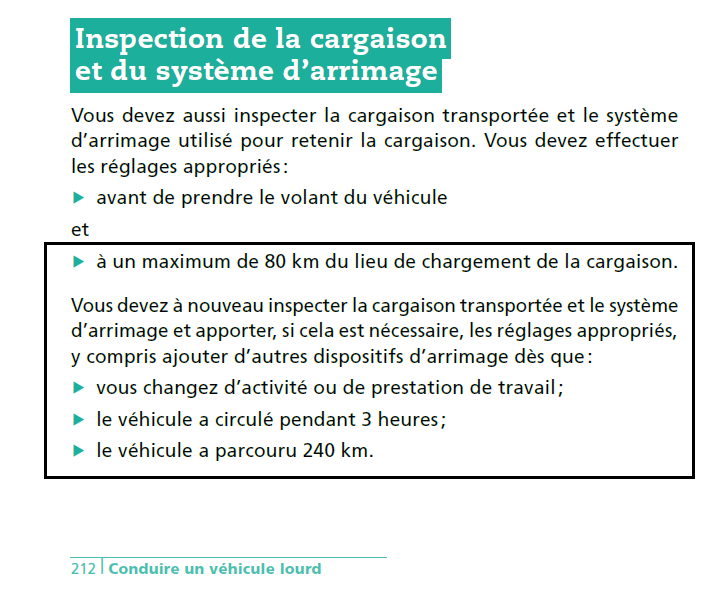 Inspection de la cargaison
et du système d’arrimage
Vous devez aussi inspecter la cargaison transportée et le système
d’arrimage utilisé pour retenir la cargaison. Vous devez effectuer
les réglages appropriés :
▶ avant de prendre le volant du véhicule
et
▶ à un maximum de 80 km du lieu de chargement de la cargaison.
Vous devez à nouveau inspecter la cargaison transportée et le système
d’arrimage et apporter, si cela est nécessaire, les réglages appropriés,
y compris ajouter d’autres dispositifs d’arrimage dès que :
▶ vous changez d’activité ou de prestation de travail ;
▶ le véhicule a circulé pendant 3 heures ;
▶ le véhicule a parcouru 240 km.
212 | Conduire un véhicule lourd